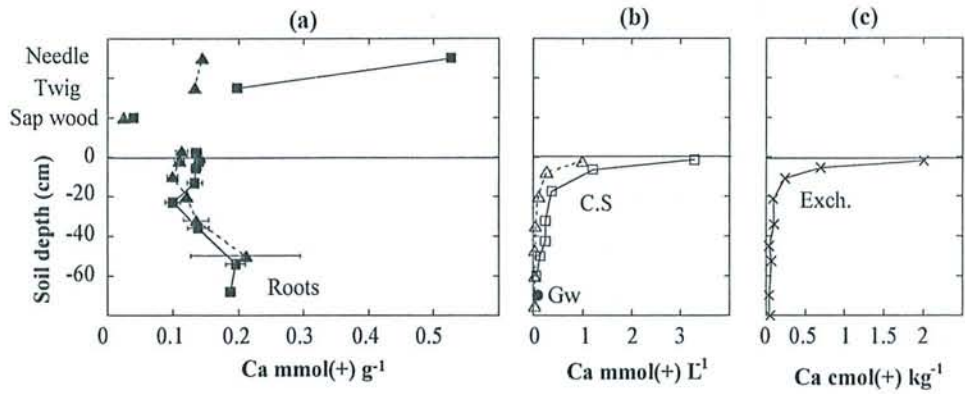 (a)
(b)
(c)
Needle
Twig
Sap wood
0
-20
-40
-60
Soil depth (cm)
Roots
C.S
Gw
Exch.
0 0.1 0.2 0.3 0.4 0.5
0 1 2 3 4
0 0.5 1 1.5 2
Ca mmol(+) g-1
Ca mmol(+) L-1
Ca cmol(+) kg-1